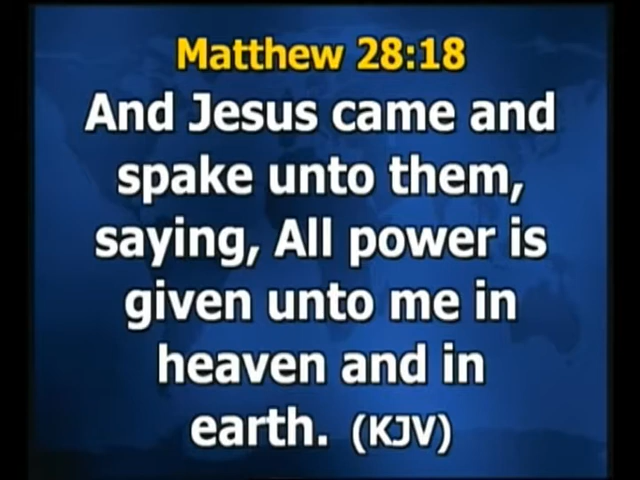 Matthew 28:18
And Jesus came and
spake unto them,
saying, All power is
given unto me in
heaven and in
earth. (KJV)